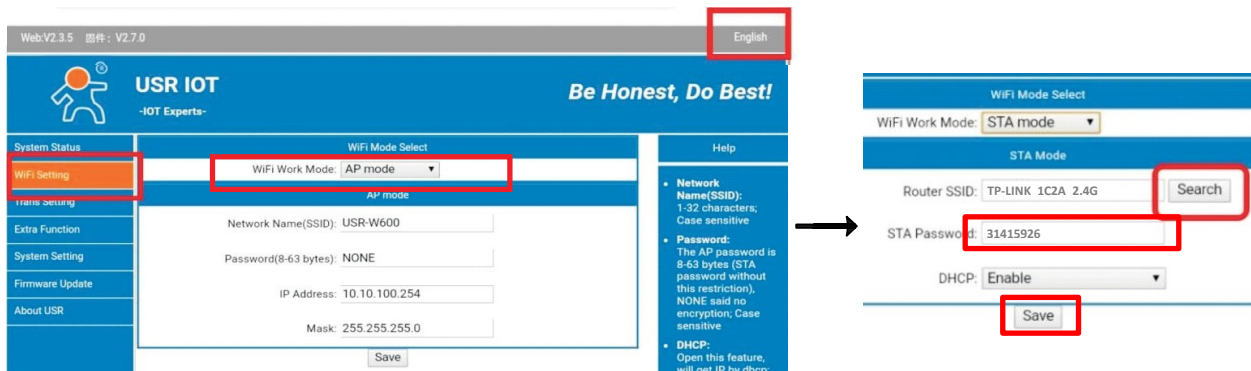 Web:V2.3.5 固件: V2.7.0 English
USR IOT
-IOT Experts-
Be Honest, Do Best!
System Status
WiFi Setting
Trans Setting
Extra Function
System Setting
Firmware Update
About USR
WiFi Mode Select
WiFi Work Mode: AP mode
AP mode
Network Name(SSID): USR-W600
Password(8-63 bytes): NONE
IP Address: 10.10.100.254
Mask: 255.255.255.0
Save
Help
• Network
Name(SSID):
1-32 characters;
Case sensitive
• Password:
The AP password is
8-63 bytes (STA
password without
this restriction),
NONE said no
encryption; Case
sensitive
• DHCP:
Open this feature,
will get IP by dhcp;
WiFi Mode Select
WiFi Work Mode: STA mode
STA Mode
Router SSID: TP-LINK 1C2A 2.4G Search
STA Password: 31415926
DHCP: Enable
Save